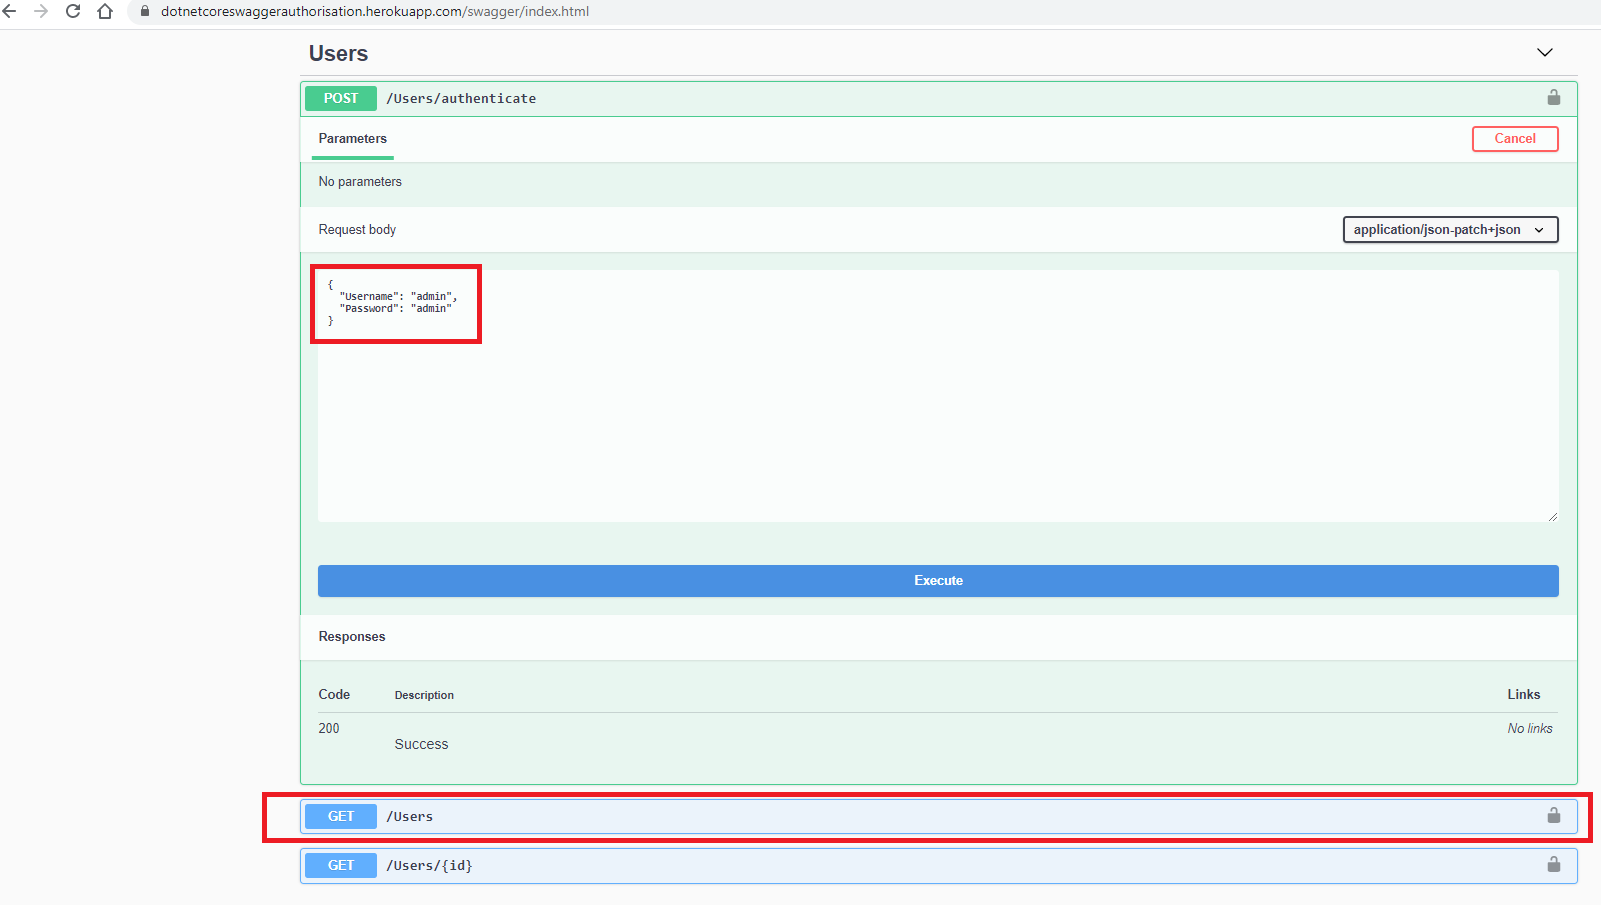 dotnetcoreswaggerauthorisation.herokuapp.com/swagger/index.html
Users
POST /Users/authenticate
Parameters Cancel
No parameters
Request body application/json-patch+json
{
"Username": "admin",
"Password": "admin"
}
Execute
Responses
Code Description Links
200 No links
Success
GET /Users
GET /Users/{id}